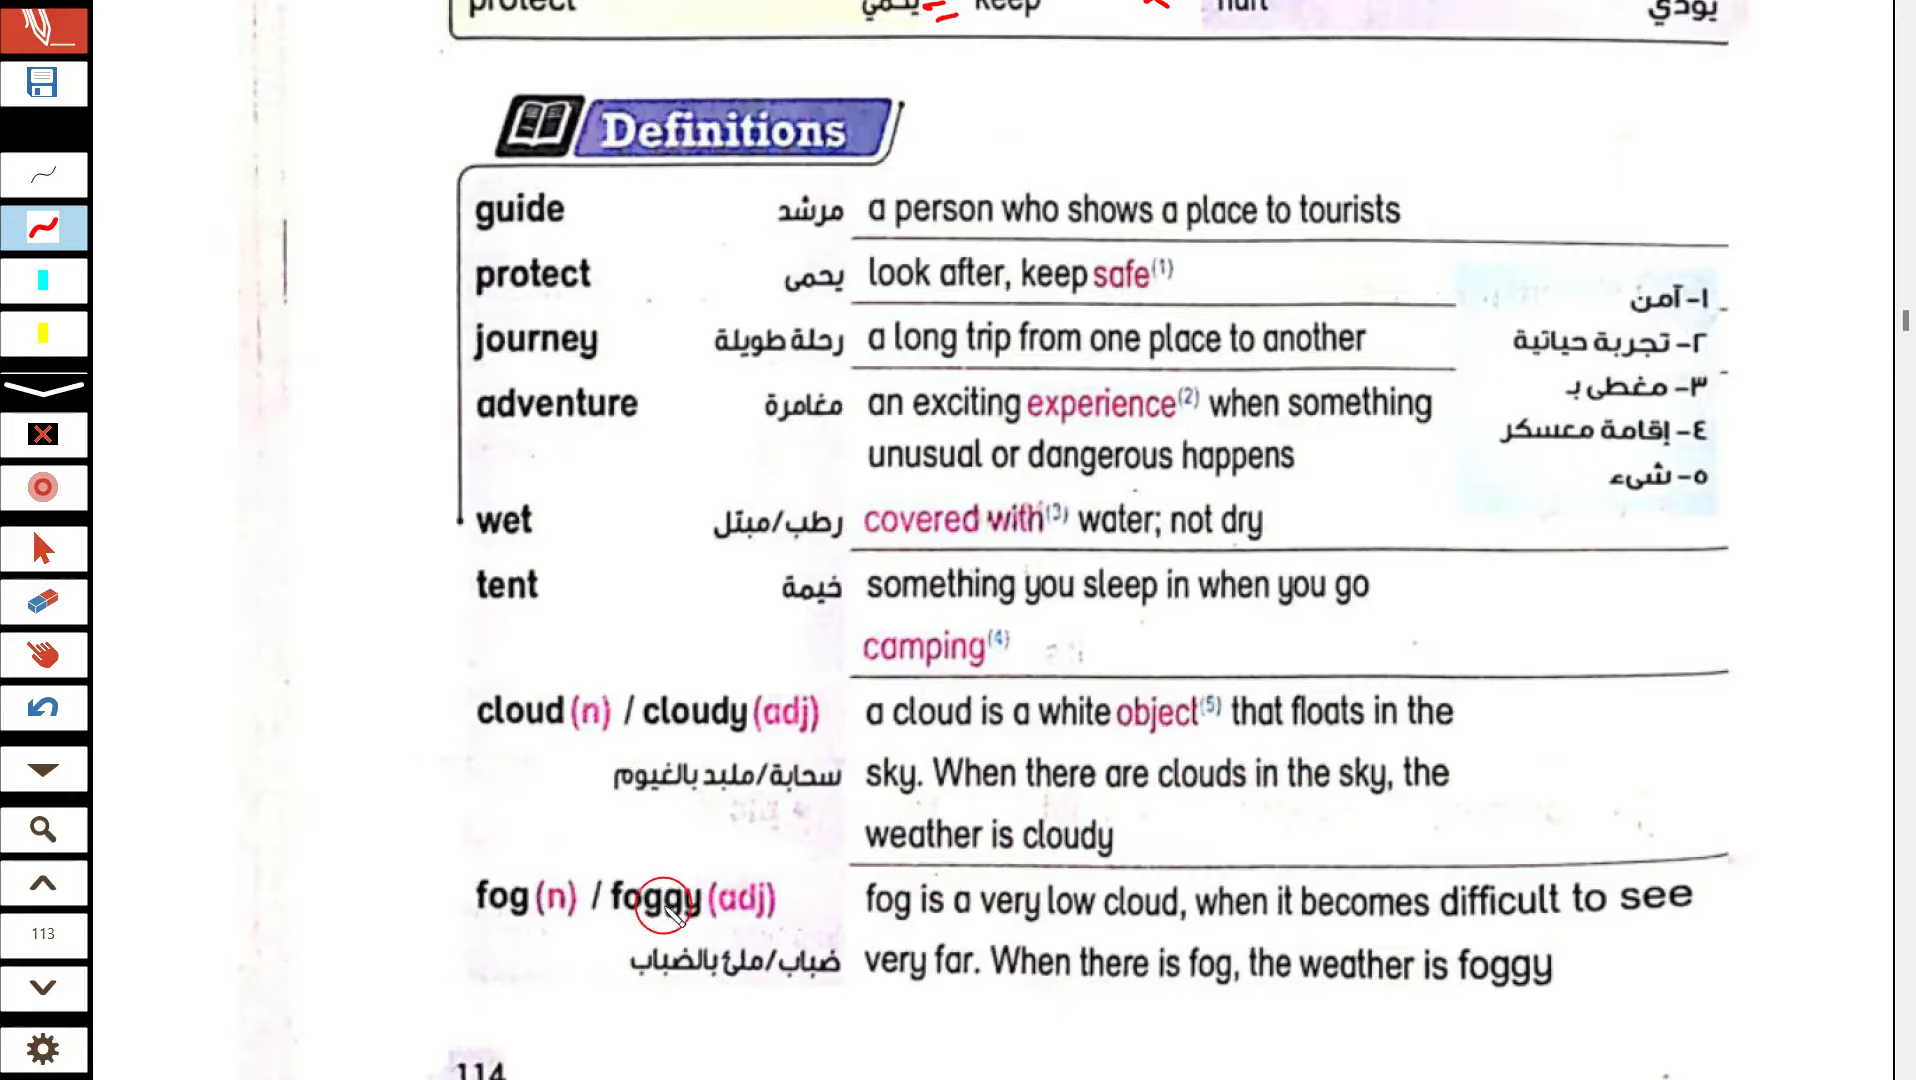 protect يحمي = keep × hurt يؤذي
Definitions
guide مرشد a person who shows a place to tourists
protect يحمى look after, keep safe(1)
journey رحلة طويلة a long trip from one place to another
adventure مغامرة an exciting experience(2) when something
unusual or dangerous happens
١- آمن
٢- تجربة حياتية
٣- مغطى بـ
٤- إقامة معسكر
٥- شىء
wet رطب/مبتل covered with(3) water; not dry
tent خيمة something you sleep in when you go
camping(4)
cloud (n) / cloudy (adj) a cloud is a white object(5) that floats in the
سحابة/ملبد بالغيوم sky. When there are clouds in the sky, the
weather is cloudy
fog (n) / foggy (adj) fog is a very low cloud, when it becomes difficult to see
ضباب/ملئ بالضباب very far. When there is fog, the weather is foggy
114
113